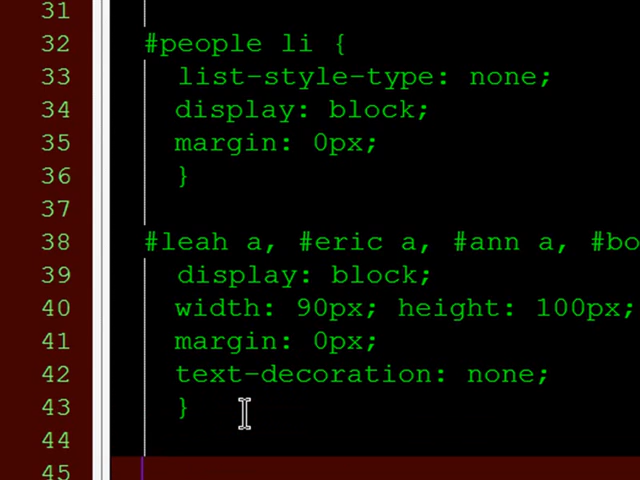 31
32 #people li {
33 list-style-type: none;
34 display: block;
35 margin: 0px;
36 }
37
38 #leah a, #eric a, #ann a, #bo
39 display: block;
40 width: 90px; height: 100px;
41 margin: 0px;
42 text-decoration: none;
43 }
44
45